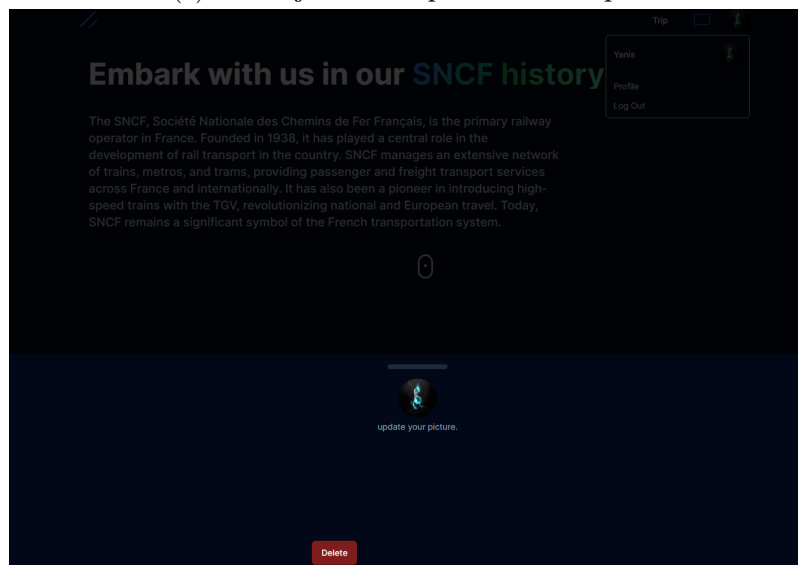 Trip
Yanis
Embark with us in our SNCF history
Profile
Log Out
The SNCF, Société Nationale des Chemins de Fer Français, is the primary railway
operator in France. Founded in 1938, it has played a central role in the
development of rail transport in the country. SNCF manages an extensive network
of trains, metros, and trams, providing passenger and freight transport services
across France and internationally. It has also been a pioneer in introducing high-
speed trains with the TGV, revolutionizing national and European travel. Today,
SNCF remains a significant symbol of the French transportation system.
update your picture.
Delete